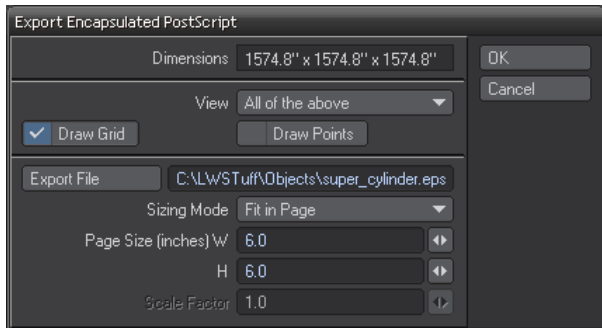 Export Encapsulated PostScript
Dimensions 1574.8" x 1574.8" x 1574.8" OK
Cancel
View All of the above
Draw Grid Draw Points
Export File C:\LWSTuff\Objects\super_cylinder.eps
Sizing Mode Fit in Page
Page Size (inches) W 6.0
H 6.0
Scale Factor 1.0